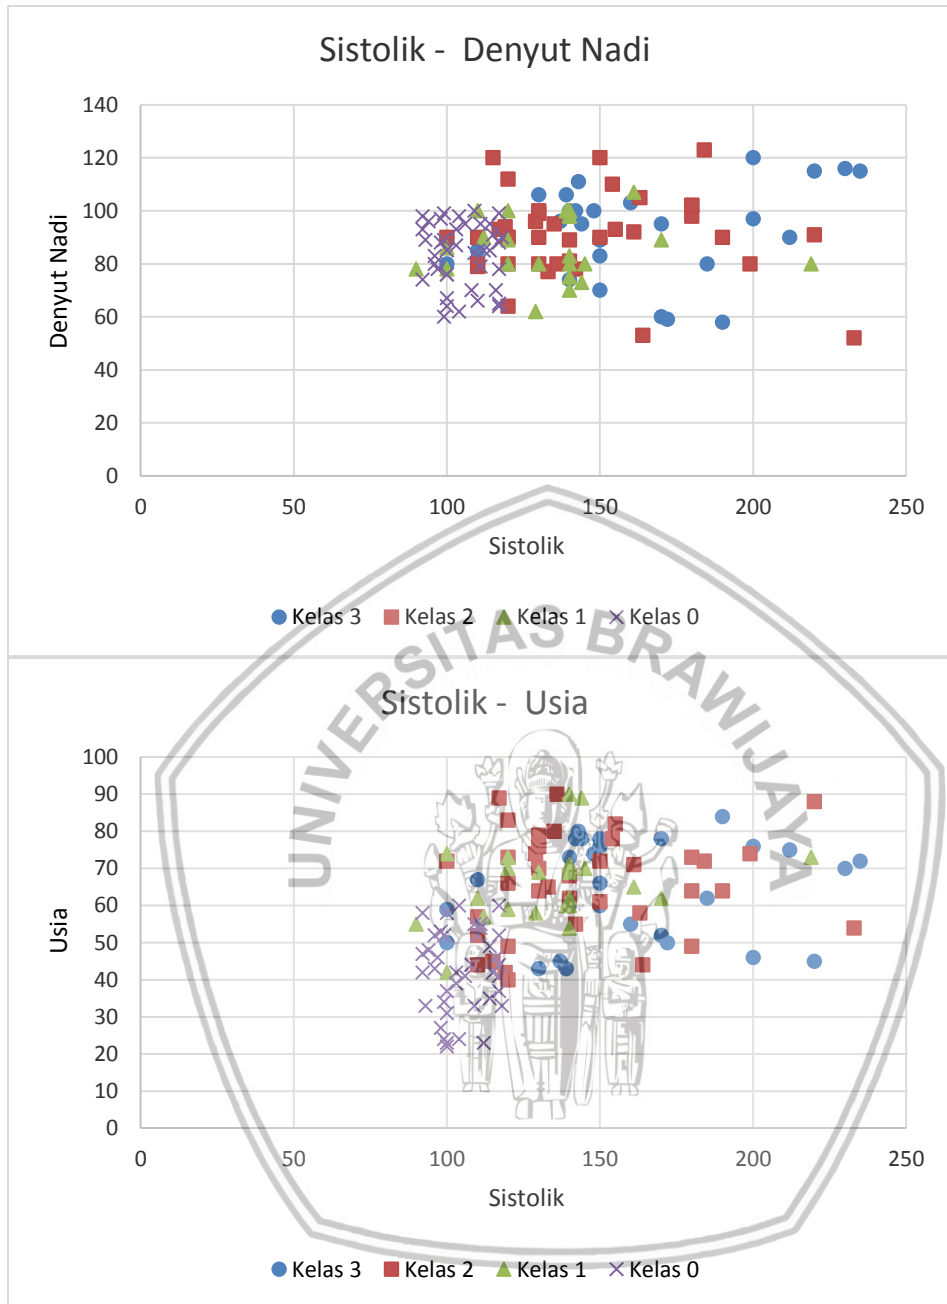 Sistolik - Denyut Nadi
140
120
100
80
60
40
20
0
Denyut Nadi
0 50 100 150 200 250
Sistolik
Kelas 3 Kelas 2 Kelas 1 Kelas 0
UNIVERSITAS BRAWIJAYA
Sistolik - Usia
100
90
80
70
60
50
40
30
20
10
0
Usia
0 50 100 150 200 250
Sistolik
Kelas 3 Kelas 2 Kelas 1 Kelas 0